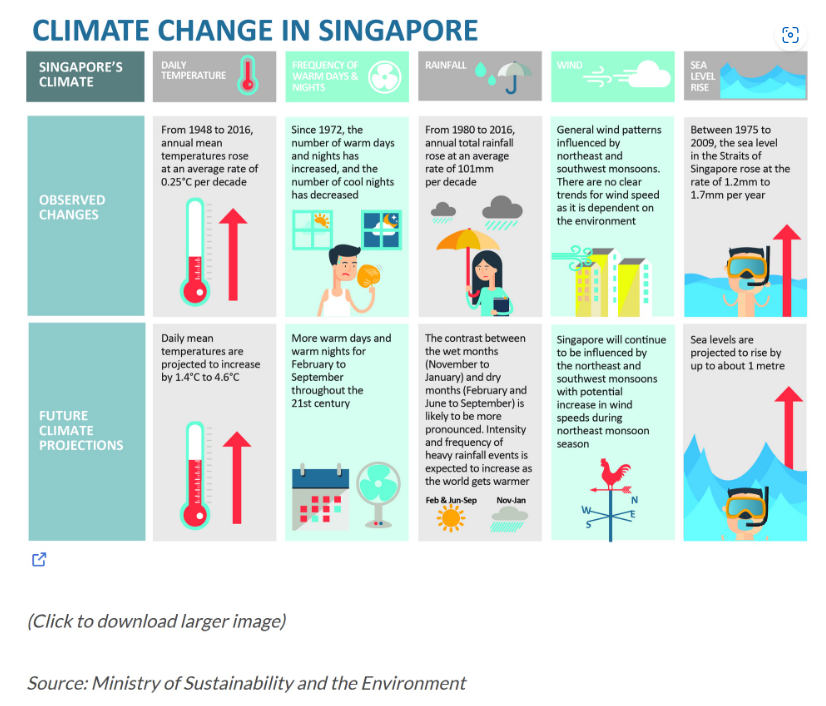 CLIMATE CHANGE IN SINGAPORE
SINGAPORE'S
CLIMATE
DAILY
TEMPERATURE
FREQUENCY OF
WARM DAYS &
NIGHTS
RAINFALL
WIND
SEA
LEVEL
RISE
OBSERVED
CHANGES
From 1948 to 2016,
annual mean
temperatures rose
at an average rate of
0.25°C per decade
Since 1972, the
number of warm days
and nights has
increased, and the
number of cool nights
has decreased
From 1980 to 2016,
annual total rainfall
rose at an average
rate of 101mm
per decade
General wind patterns
influenced by
northeast and
southwest monsoons.
There are no clear
trends for wind speed
as it is dependent on
the environment
Between 1975 to
2009, the sea level
in the Straits of
Singapore rose at the
rate of 1.2mm to
1.7mm per year
FUTURE
CLIMATE
PROJECTIONS
Daily mean
temperatures are
projected to increase
by 1.4°C to 4.6°C
More warm days and
warm nights for
February to
September
throughout the
21st century
The contrast between
the wet months
(November to
January) and dry
months (February and
June to September) is
likely to be more
pronounced. Intensity
and frequency of
heavy rainfall events is
expected to increase as
the world gets warmer
Feb & Jun-Sep
Nov-Jan
Singapore will continue
to be influenced by
the northeast and
southwest monsoons
with potential
increase in wind
speeds during
northeast monsoon
season
N
W
E
S
Sea levels are
projected to rise by
up to about 1 metre
(Click to download larger image)
Source: Ministry of Sustainability and the Environment